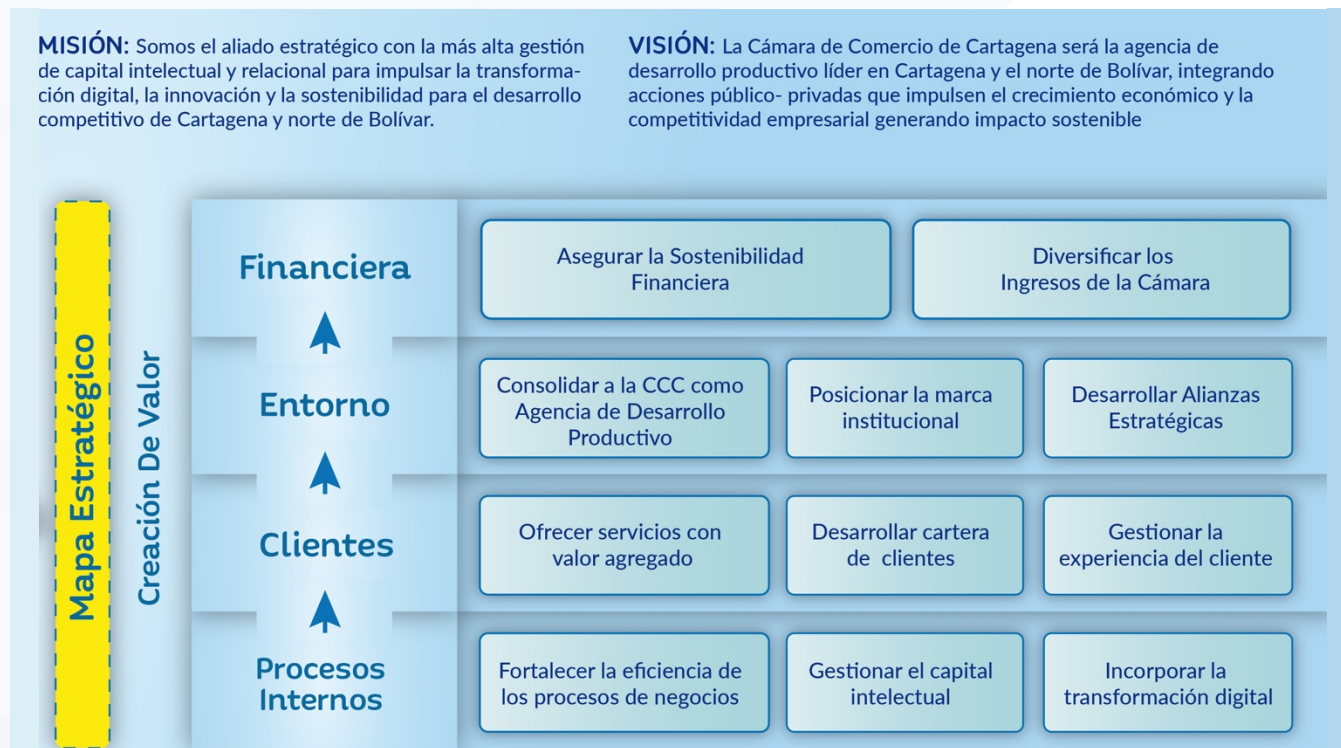 MISIÓN: Somos el aliado estratégico con la más alta gestión
de capital intelectual y relacional para impulsar la transforma-
ción digital, la innovación y la sostenibilidad para el desarrollo
competitivo de Cartagena y norte de Bolívar.
VISIÓN: La Cámara de Comercio de Cartagena será la agencia de
desarrollo productivo líder en Cartagena y el norte de Bolívar, integrando
acciones público- privadas que impulsen el crecimiento económico y la
competitividad empresarial generando impacto sostenible
Mapa Estratégico
Creación De Valor
Financiera
Asegurar la Sostenibilidad
Financiera
Diversificar los
Ingresos de la Cámara
Entorno
Consolidar a la CCC como
Agencia de Desarrollo
Productivo
Posicionar la marca
institucional
Desarrollar Alianzas
Estratégicas
Clientes
Ofrecer servicios con
valor agregado
Desarrollar cartera
de clientes
Gestionar la
experiencia del cliente
Procesos
Internos
Fortalecer la eficiencia de
los procesos de negocios
Gestionar el capital
intelectual
Incorporar la
transformación digital